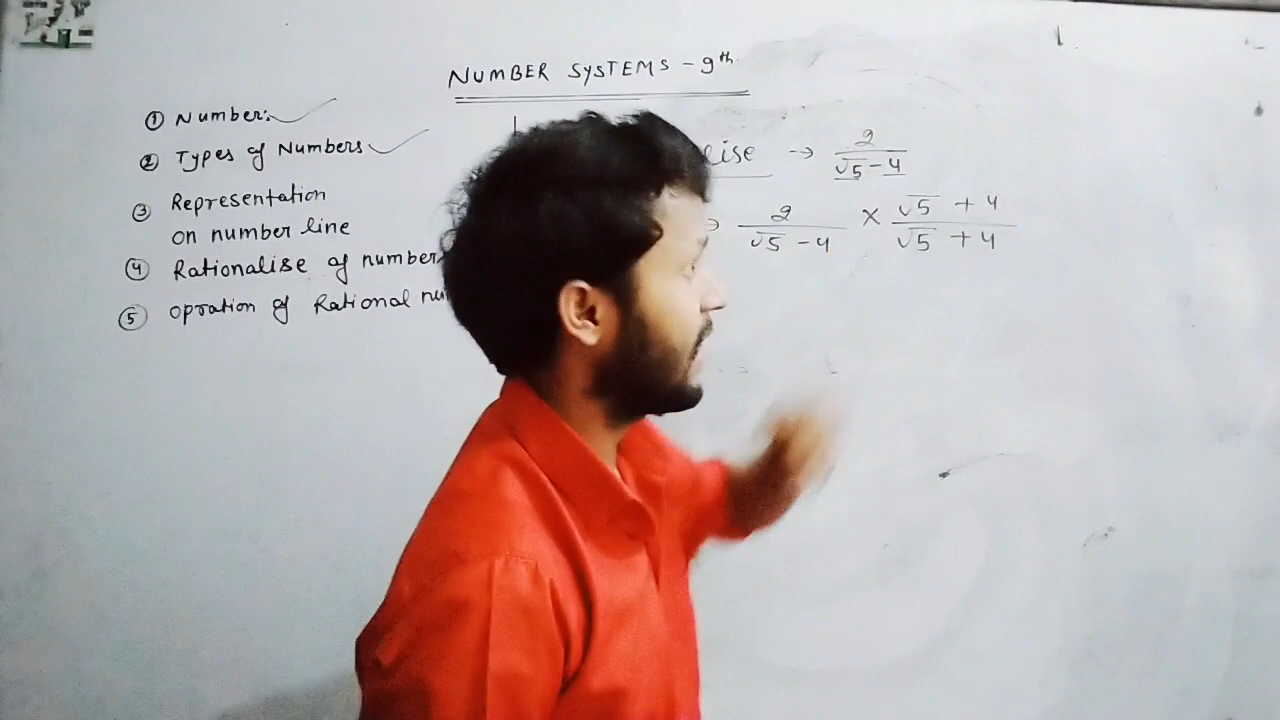 NUMBER SYSTEMS - 9th
① Number:
② Types of Numbers
③ Representation
on number line
④ Rationalise of number
⑤ opration of Rational nu
lise → 2/(√5 - 4)
→ 2/(√5 - 4) × (√5 + 4)/(√5 + 4)
=